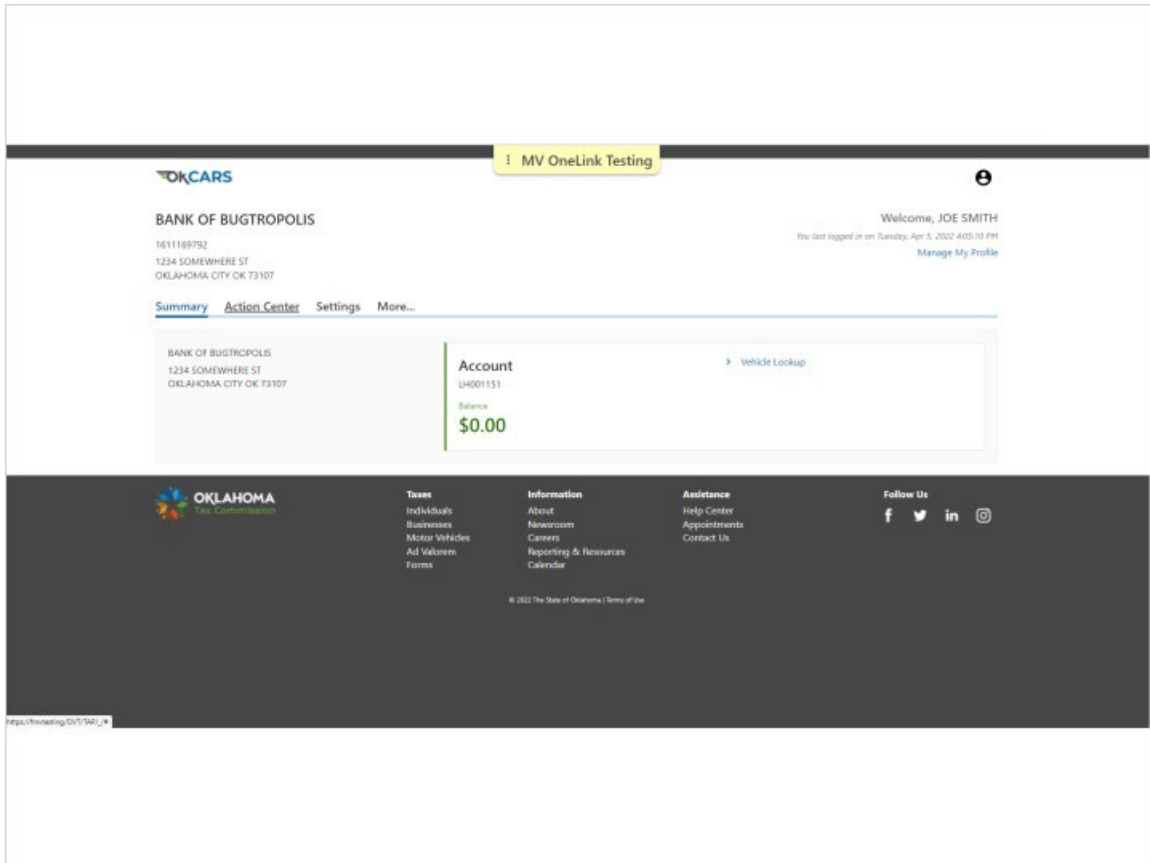 MV OneLink Testing
OkCARS
BANK OF BUGTROPOLIS
1611169792
1234 SOMEWHERE ST
OKLAHOMA CITY OK 73107
Welcome, JOE SMITH
You last logged in on Tuesday, Apr 5, 2022 4:05:10 PM
Manage My Profile
Summary Action Center Settings More...
BANK OF BUGTROPOLIS
1234 SOMEWHERE ST
OKLAHOMA CITY OK 73107
Account
LH001151
Balance
$0.00
Vehicle Lookup
OKLAHOMA
Tax Commission
Taxes
Individuals
Businesses
Motor Vehicles
Ad Valorem
Forms
Information
About
Newsroom
Careers
Reporting & Resources
Calendar
Assistance
Help Center
Appointments
Contact Us
Follow Us
© 2022 The State of Oklahoma | Terms of Use